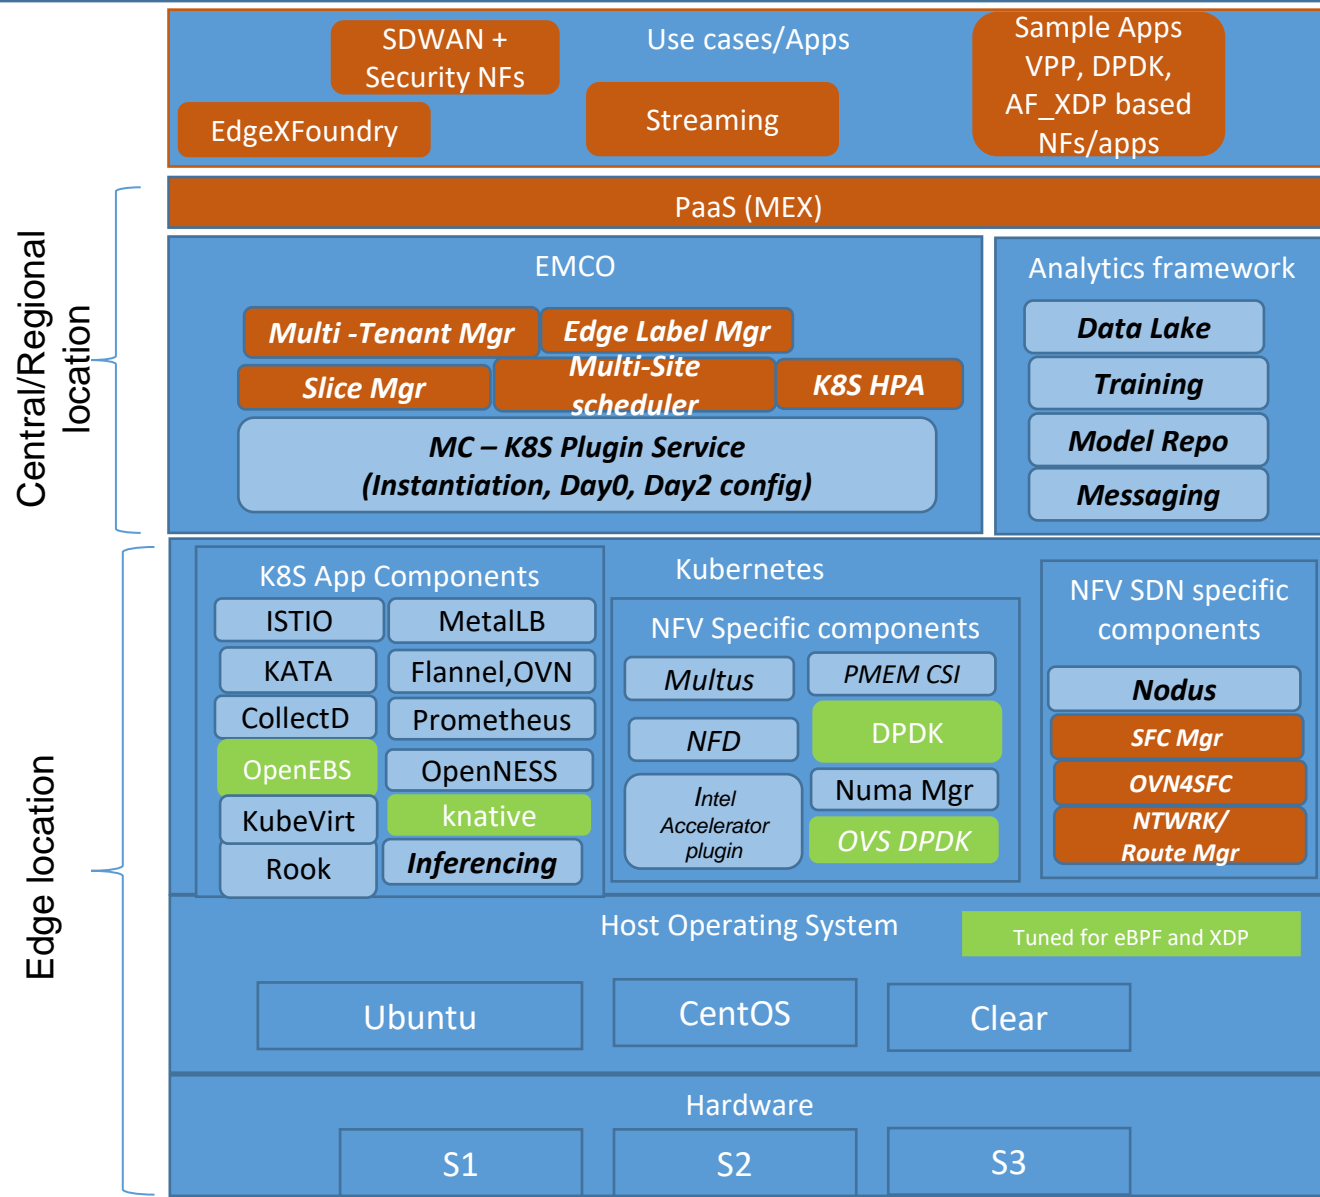 Use cases/Apps
SDWAN +
Security NFs
EdgeXFoundry
Streaming
Sample Apps
VPP, DPDK,
AF_XDP based
NFs/apps
Central/Regional
location
PaaS (MEX)
EMCO
Multi -Tenant Mgr
Edge Label Mgr
Slice Mgr
Multi-Site
scheduler
K8S HPA
MC – K8S Plugin Service
(Instantiation, Day0, Day2 config)
Analytics framework
Data Lake
Training
Model Repo
Messaging
Edge location
Kubernetes
K8S App Components
ISTIO
MetalLB
KATA
Flannel,OVN
CollectD
Prometheus
OpenEBS
OpenNESS
KubeVirt
knative
Rook
Inferencing
NFV Specific components
Multus
PMEM CSI
NFD
DPDK
Intel
Accelerator
plugin
Numa Mgr
OVS DPDK
NFV SDN specific
components
Nodus
SFC Mgr
OVN4SFC
NTWRK/
Route Mgr
Host Operating System
Tuned for eBPF and XDP
Ubuntu
CentOS
Clear
Hardware
S1
S2
S3